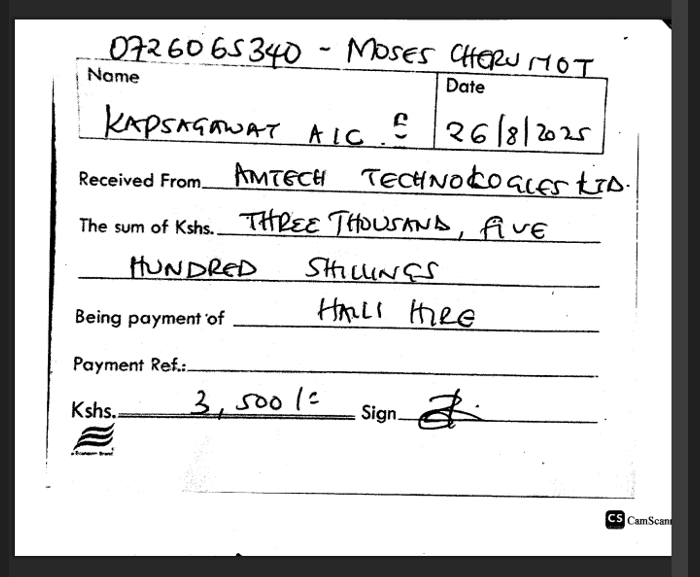 0726065340 - MOSES CHERUIYOT
Name
Date
KAPSAGAWAT AIC
26/8/2025
Received From AMTECH TECHNOLOGIES LTD.
The sum of Kshs. THREE THOUSAND, FIVE
HUNDRED SHILLINGS
Being payment of HALL HIRE
Payment Ref.:
Kshs. 3,500/=
Sign
CS CamScann